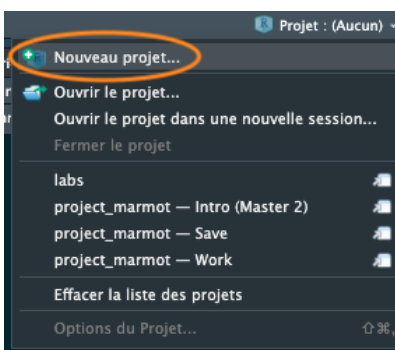 Projet : (Aucun)
Nouveau projet...
Ouvrir le projet...
Ouvrir le projet dans une nouvelle session...
Fermer le projet
labs
project_marmot — Intro (Master 2)
project_marmot — Save
project_marmot — Work
Effacer la liste des projets
Options du Projet... ⇧⌘,